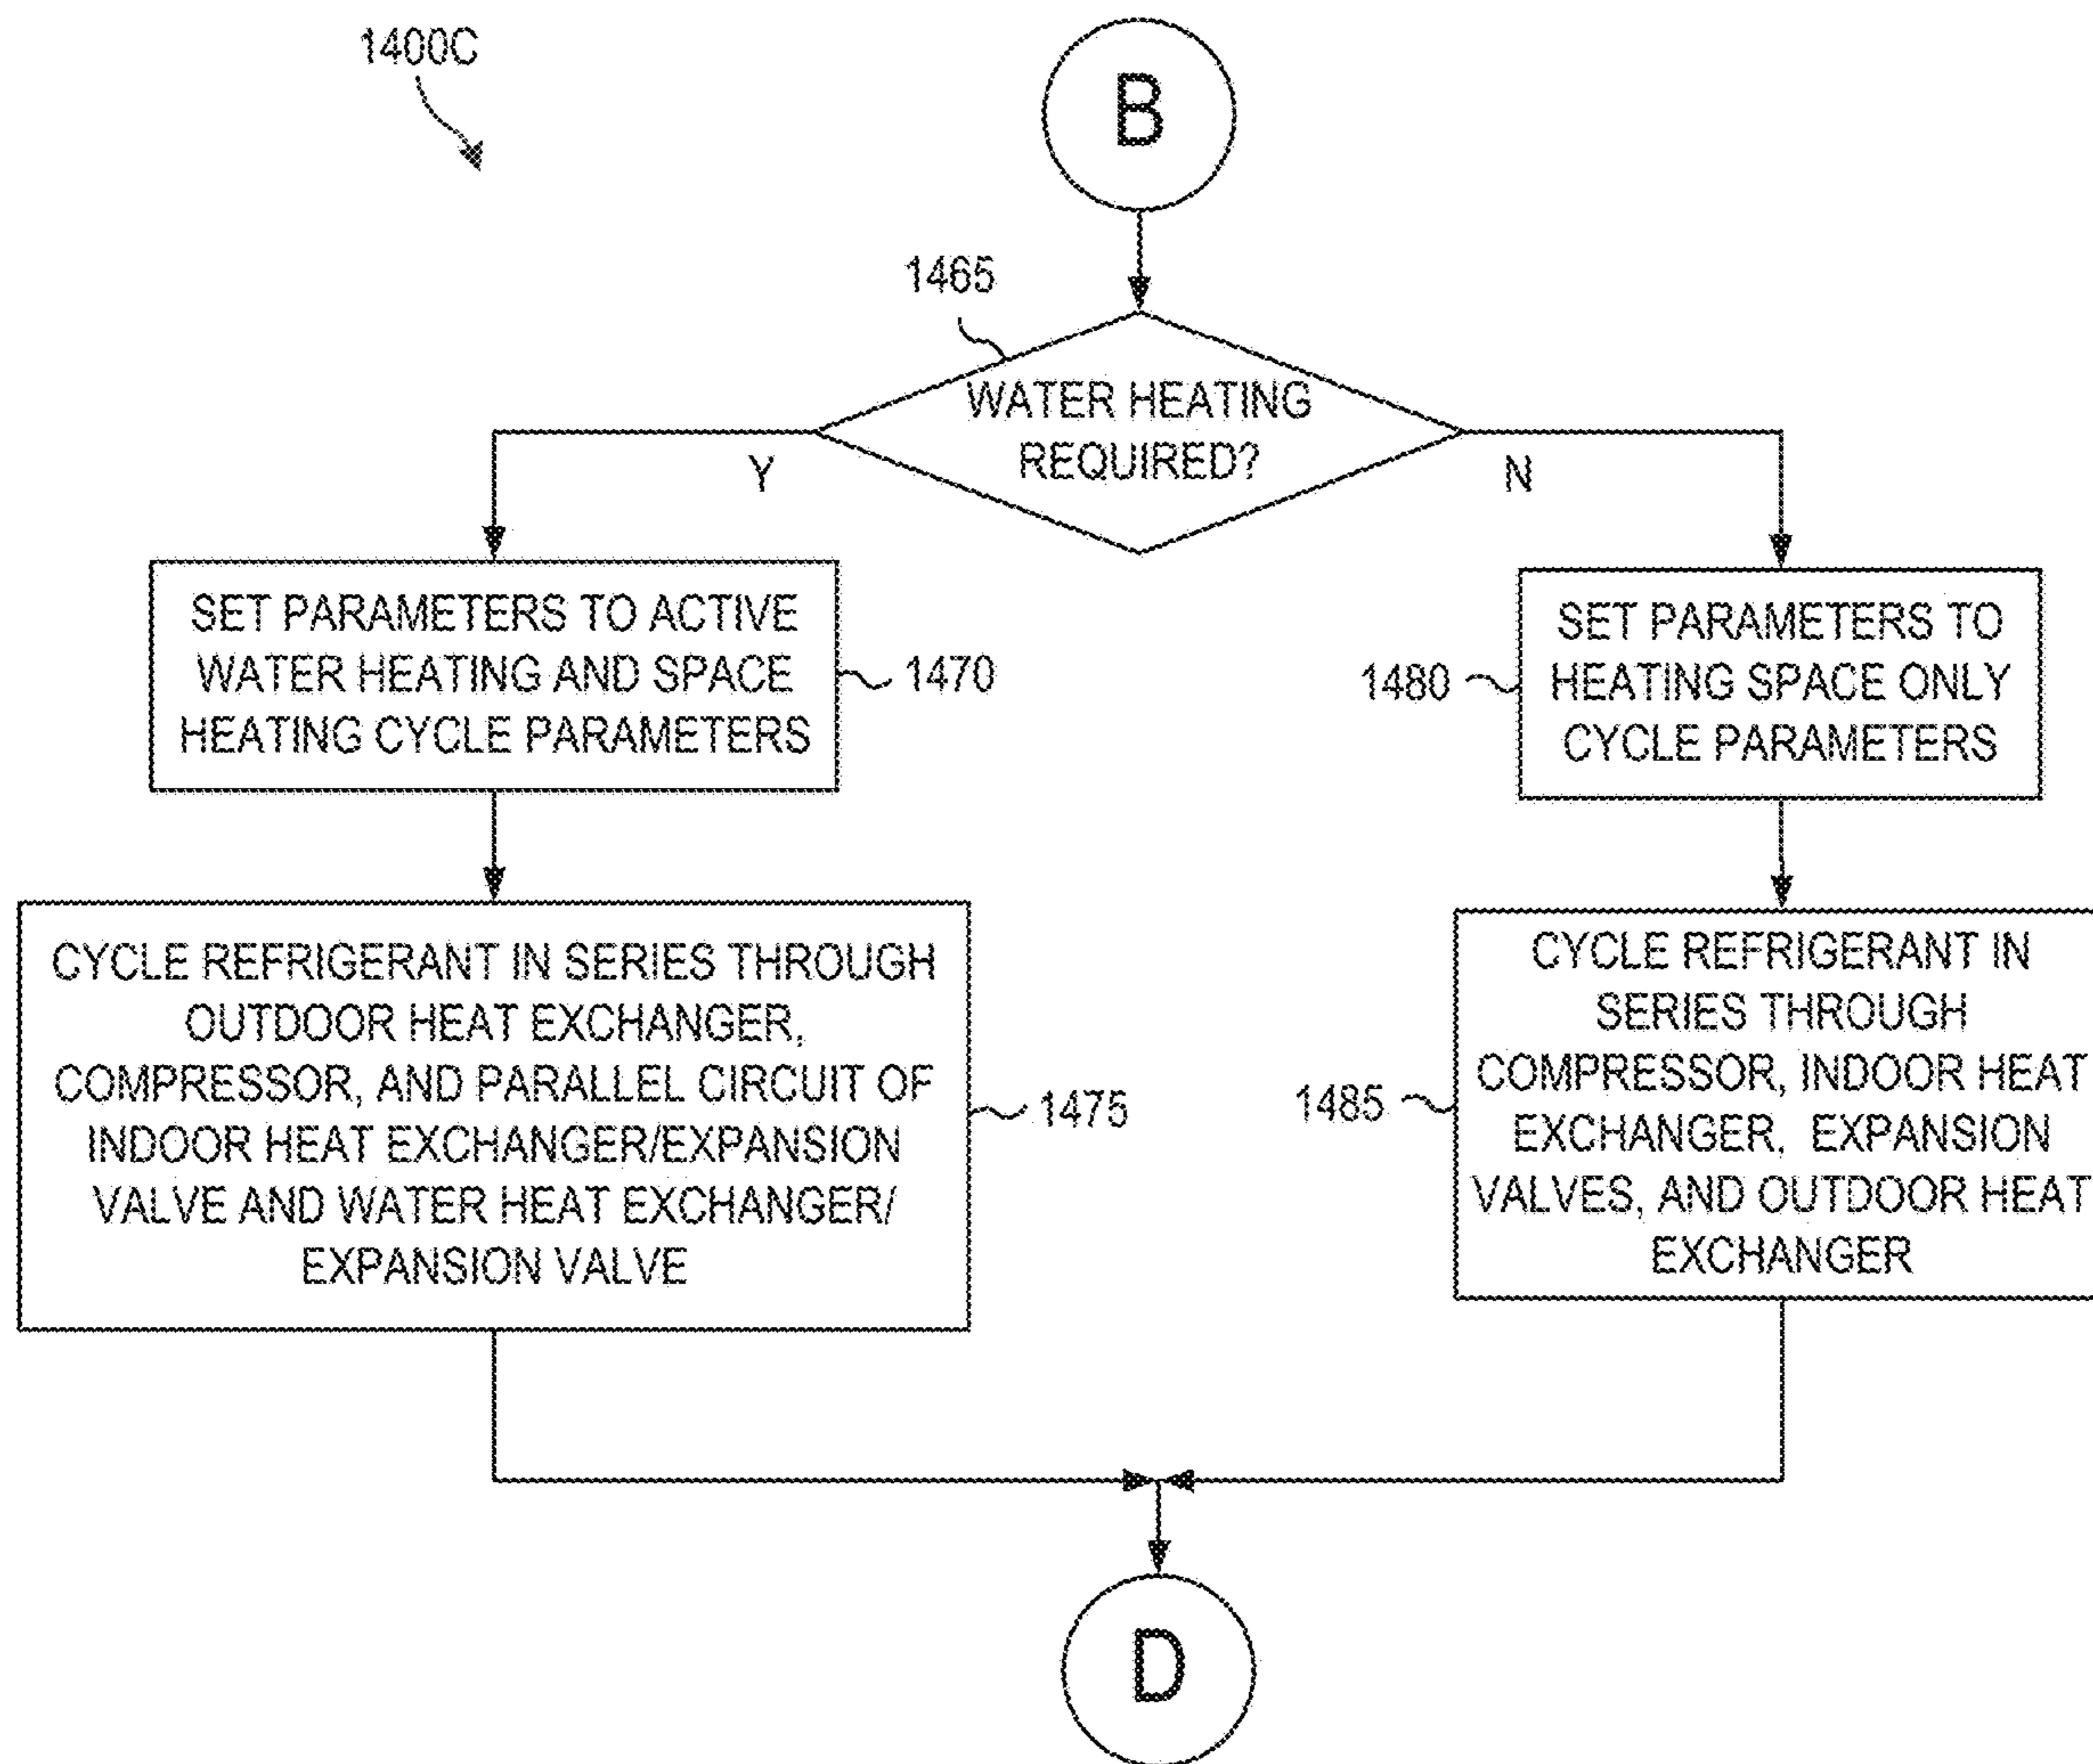 1400C
B
1465
WATER HEATING
REQUIRED?
Y
N
SET PARAMETERS TO ACTIVE
WATER HEATING AND SPACE
HEATING CYCLE PARAMETERS
1470
1480
SET PARAMETERS TO
HEATING SPACE ONLY
CYCLE PARAMETERS
CYCLE REFRIGERANT IN SERIES THROUGH
OUTDOOR HEAT EXCHANGER,
COMPRESSOR, AND PARALLEL CIRCUIT OF
INDOOR HEAT EXCHANGER/EXPANSION
VALVE AND WATER HEAT EXCHANGER/
EXPANSION VALVE
1475
1485
CYCLE REFRIGERANT IN
SERIES THROUGH
COMPRESSOR, INDOOR HEAT
EXCHANGER, EXPANSION
VALVES, AND OUTDOOR HEAT
EXCHANGER
D